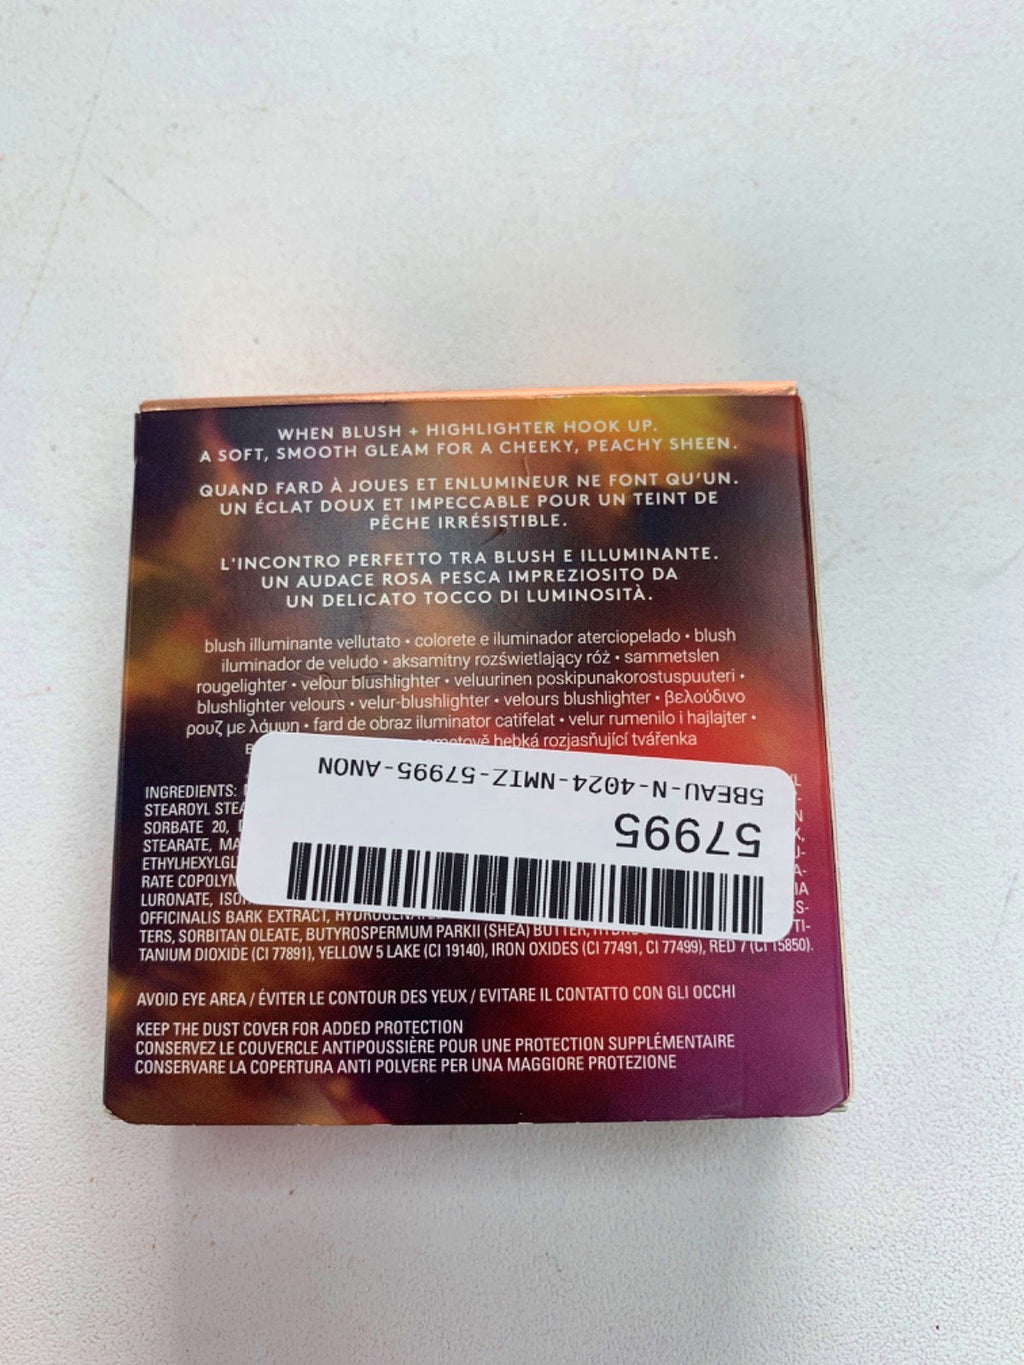 WHEN BLUSH + HIGHLIGHTER HOOK UP.
A SOFT, SMOOTH GLEAM FOR A CHEEKY, PEACHY SHEEN.
QUAND FARD À JOUES ET ENLUMINEUR NE FONT QU'UN.
UN ÉCLAT DOUX ET IMPECCABLE POUR UN TEINT DE
PÊCHE IRRÉSISTIBLE.
L'INCONTRO PERFETTO TRA BLUSH E ILLUMINANTE.
UN AUDACE ROSA PESCA IMPREZIOSITO DA
UN DELICATO TOCCO DI LUMINOSITÀ.
blush illuminante vellutato • colorete e iluminador aterciopelado • blush
iluminador de veludo • aksamitny rozświetlający róż • sammetslen
rougelighter • velour blushlighter • veluurinen poskipunakorostuspuuteri •
blushlighter velours • velur-blushlighter • velours blushlighter • βελούδινο
ρουζ με λάμψη • fard de obraz iluminator catifelat • velur rumenilo i hajlajter •
hebká rozjasňující tvářenka
5BEAU-N-4024-NMIZ-57995-ANON
57995
INGREDIENTS:
STEAROYL
SORBATE 20,
STEARATE,
OFFICINALIS BARK EXTRACT,
TERS, SORBITAN OLEATE, BUTYROSPERMUM PARKII (SHEA) BUTTER,
TANIUM DIOXIDE (CI 77891), YELLOW 5 LAKE (CI 19140), IRON OXIDES (CI 77491, CI 77499), RED 7 (CI 15850).
AVOID EYE AREA / ÉVITER LE CONTOUR DES YEUX / EVITARE IL CONTATTO CON GLI OCCHI
KEEP THE DUST COVER FOR ADDED PROTECTION
CONSERVEZ LE COUVERCLE ANTIPOUSSIÈRE POUR UNE PROTECTION SUPPLÉMENTAIRE
CONSERVARE LA COPERTURA ANTI POLVERE PER UNA MAGGIORE PROTEZIONE